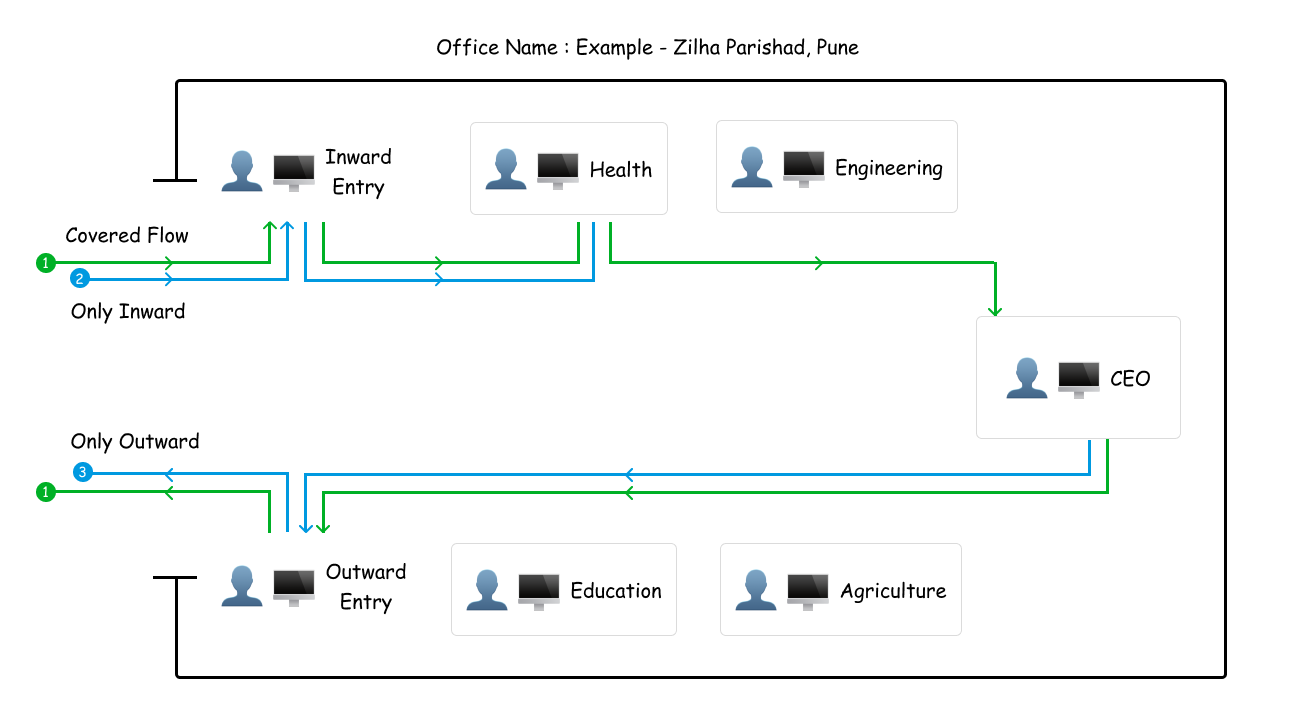 Office Name : Example - Zilha Parishad, Pune
Inward
Entry
Health
Engineering
Covered Flow
1
2
Only Inward
CEO
Only Outward
3
1
Outward
Entry
Education
Agriculture